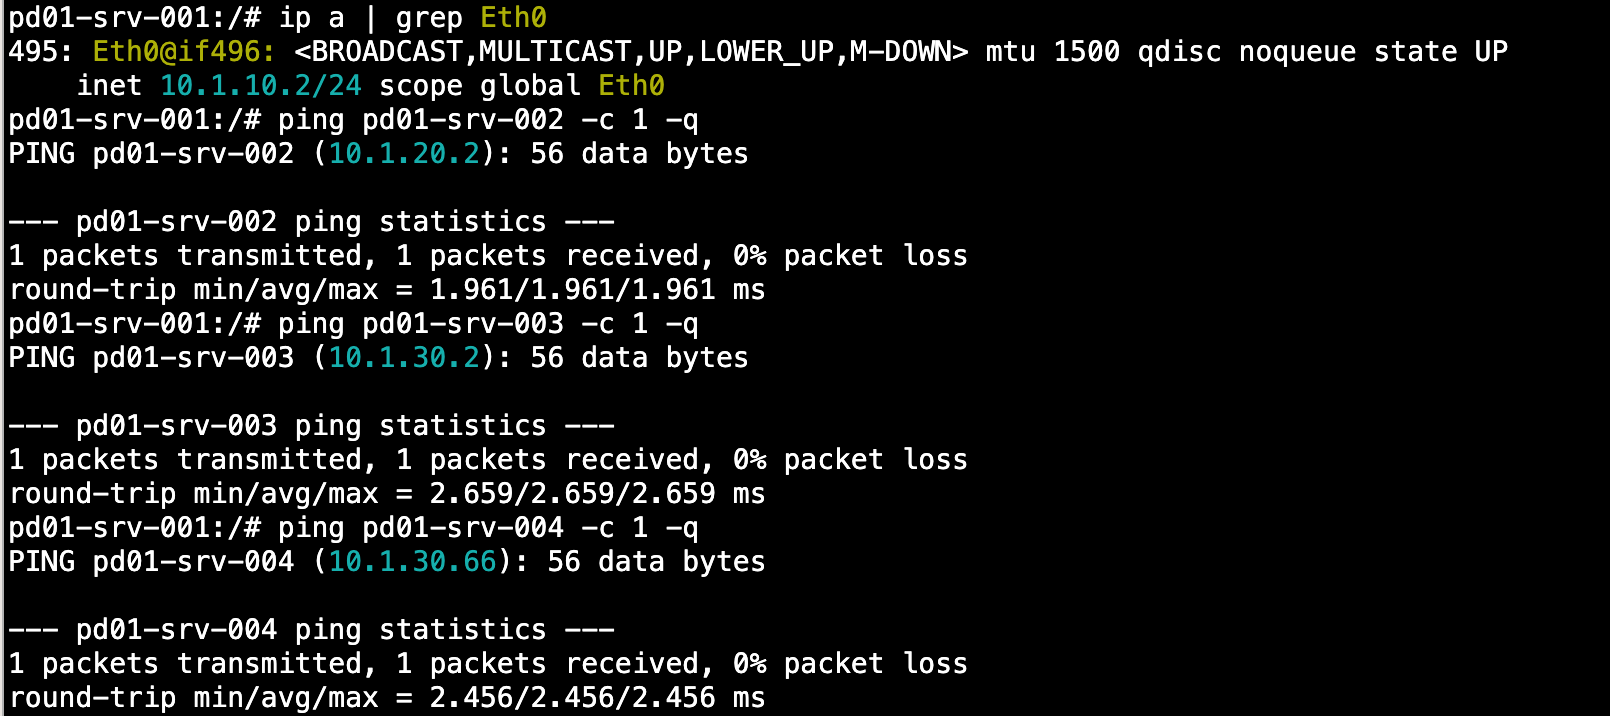 pd01-srv-001:/# ip a | grep Eth0
495: Eth0@if496: <BROADCAST,MULTICAST,UP,LOWER_UP,M-DOWN> mtu 1500 qdisc noqueue state UP
    inet 10.1.10.2/24 scope global Eth0
pd01-srv-001:/# ping pd01-srv-002 -c 1 -q
PING pd01-srv-002 (10.1.20.2): 56 data bytes

--- pd01-srv-002 ping statistics ---
1 packets transmitted, 1 packets received, 0% packet loss
round-trip min/avg/max = 1.961/1.961/1.961 ms
pd01-srv-001:/# ping pd01-srv-003 -c 1 -q
PING pd01-srv-003 (10.1.30.2): 56 data bytes

--- pd01-srv-003 ping statistics ---
1 packets transmitted, 1 packets received, 0% packet loss
round-trip min/avg/max = 2.659/2.659/2.659 ms
pd01-srv-001:/# ping pd01-srv-004 -c 1 -q
PING pd01-srv-004 (10.1.30.66): 56 data bytes

--- pd01-srv-004 ping statistics ---
1 packets transmitted, 1 packets received, 0% packet loss
round-trip min/avg/max = 2.456/2.456/2.456 ms